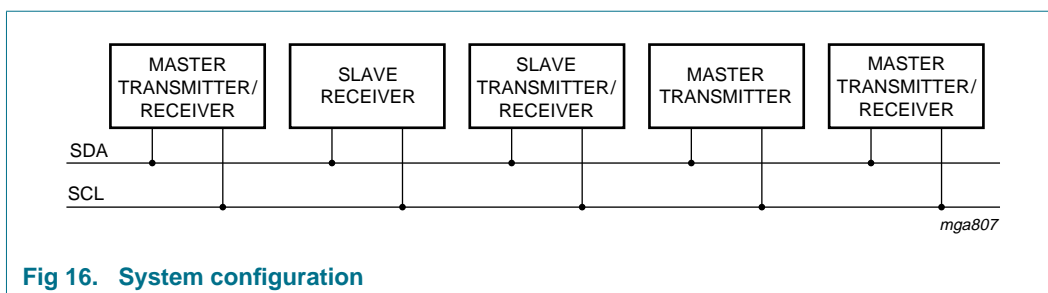 MASTER
TRANSMITTER/
RECEIVER
SLAVE
RECEIVER
SLAVE
TRANSMITTER/
RECEIVER
MASTER
TRANSMITTER
MASTER
TRANSMITTER/
RECEIVER
SDA
SCL
mga807
Fig 16. System configuration